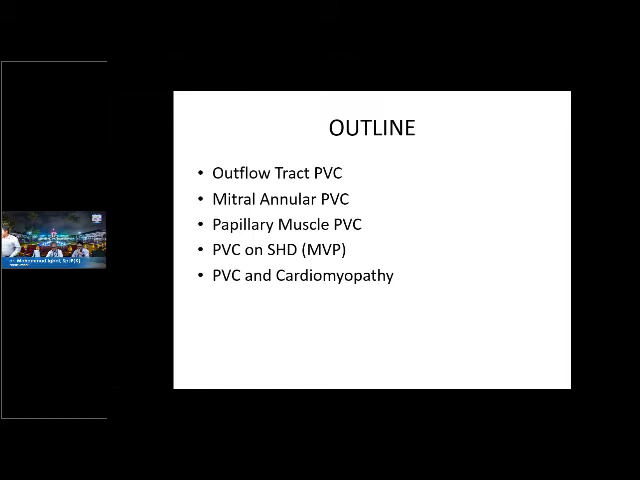 OUTLINE
• Outflow Tract PVC
• Mitral Annular PVC
• Papillary Muscle PVC
• PVC on SHD (MVP)
• PVC and Cardiomyopathy